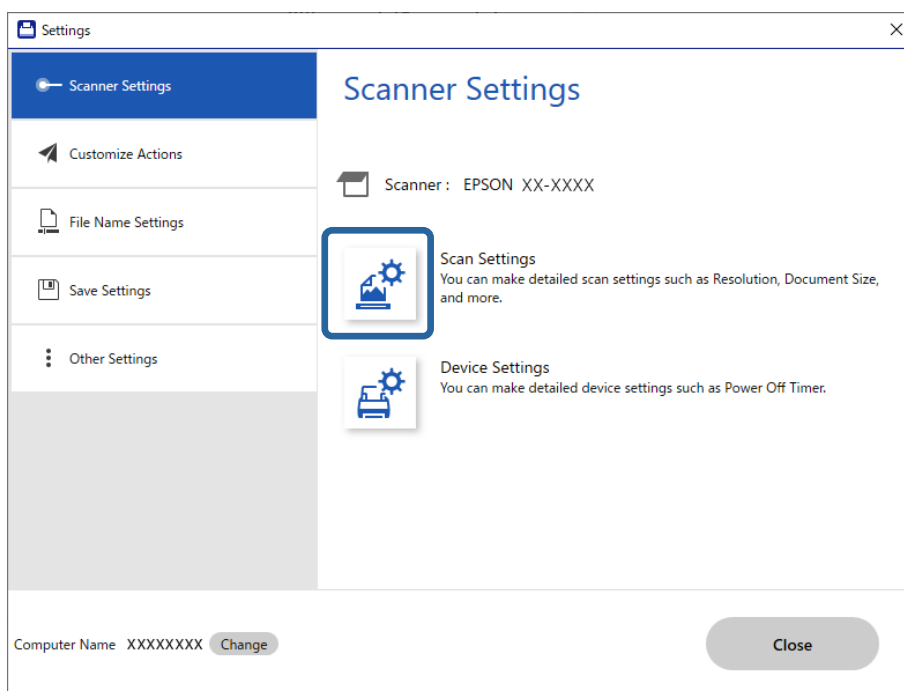 Settings
Scanner Settings
Customize Actions
File Name Settings
Save Settings
Other Settings
Scanner Settings
Scanner : EPSON XX-XXXX
Scan Settings
You can make detailed scan settings such as Resolution, Document Size,
and more.
Device Settings
You can make detailed device settings such as Power Off Timer.
Computer Name XXXXXXXX Change
Close